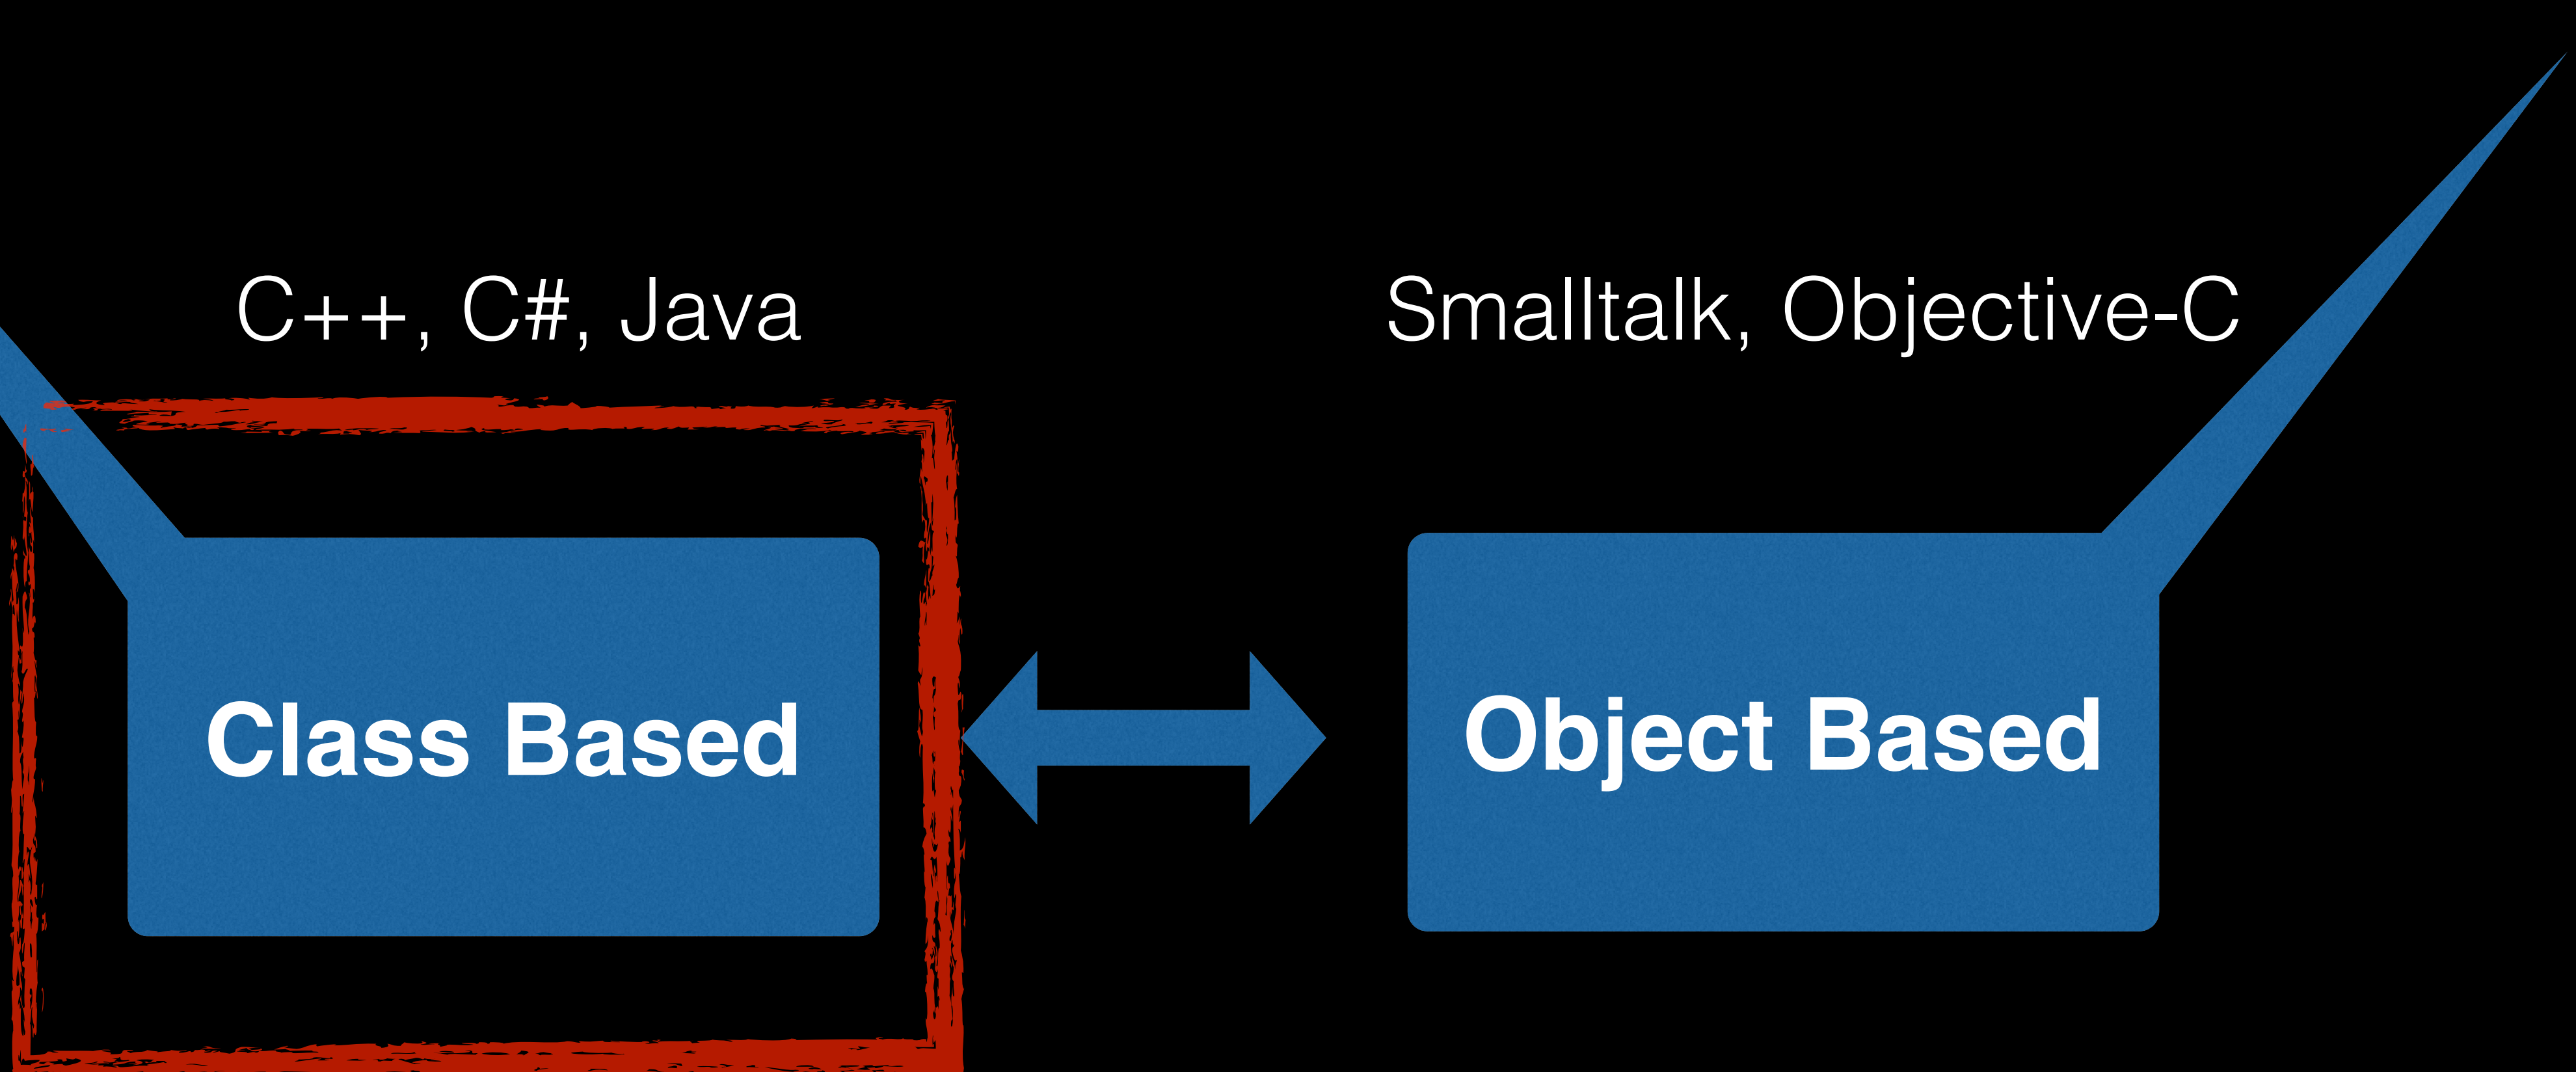 C++, C#, Java
Smalltalk, Objective-C
Class Based
Object Based